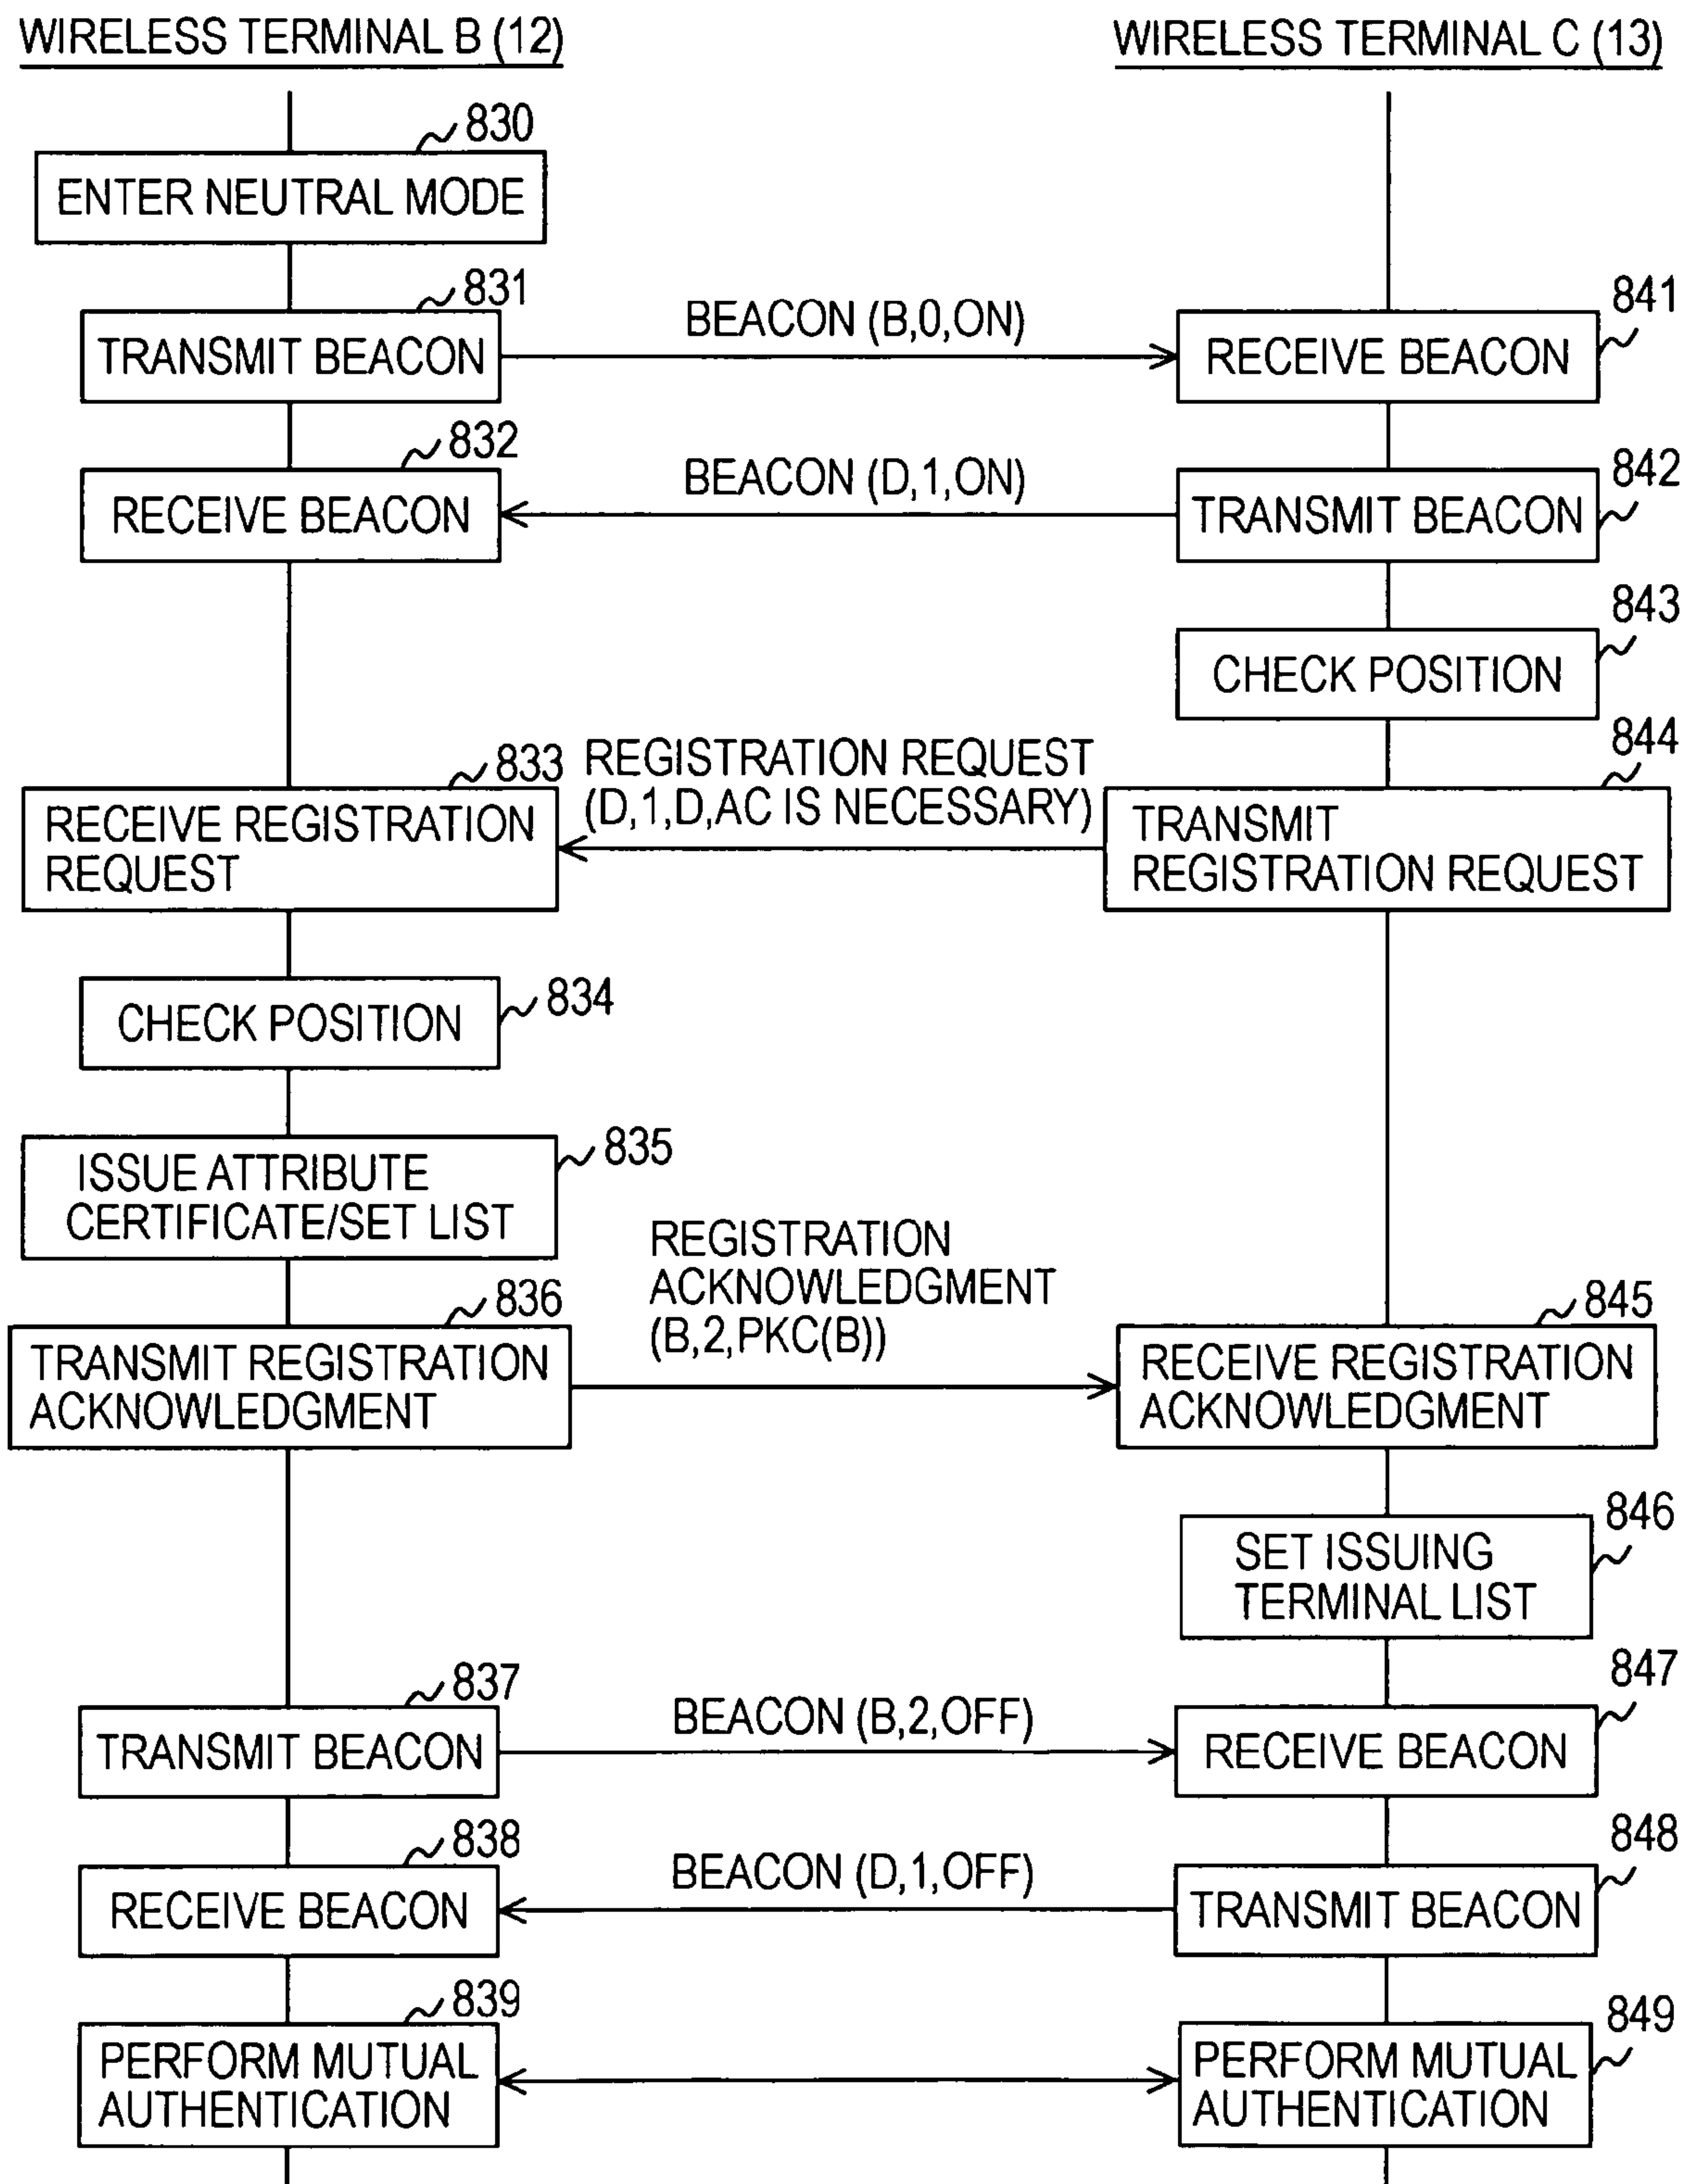 WIRELESS TERMINAL B (12)
WIRELESS TERMINAL C (13)
830
ENTER NEUTRAL MODE
831
TRANSMIT BEACON
BEACON (B,0,ON)
841
RECEIVE BEACON
832
RECEIVE BEACON
BEACON (D,1,ON)
842
TRANSMIT BEACON
843
CHECK POSITION
833
RECEIVE REGISTRATION
REQUEST
REGISTRATION REQUEST
(D,1,D,AC IS NECESSARY)
844
TRANSMIT
REGISTRATION REQUEST
834
CHECK POSITION
835
ISSUE ATTRIBUTE
CERTIFICATE/SET LIST
836
TRANSMIT REGISTRATION
ACKNOWLEDGMENT
REGISTRATION
ACKNOWLEDGMENT
(B,2,PKC(B))
845
RECEIVE REGISTRATION
ACKNOWLEDGMENT
846
SET ISSUING
TERMINAL LIST
837
TRANSMIT BEACON
BEACON (B,2,OFF)
847
RECEIVE BEACON
838
RECEIVE BEACON
BEACON (D,1,OFF)
848
TRANSMIT BEACON
839
PERFORM MUTUAL
AUTHENTICATION
849
PERFORM MUTUAL
AUTHENTICATION